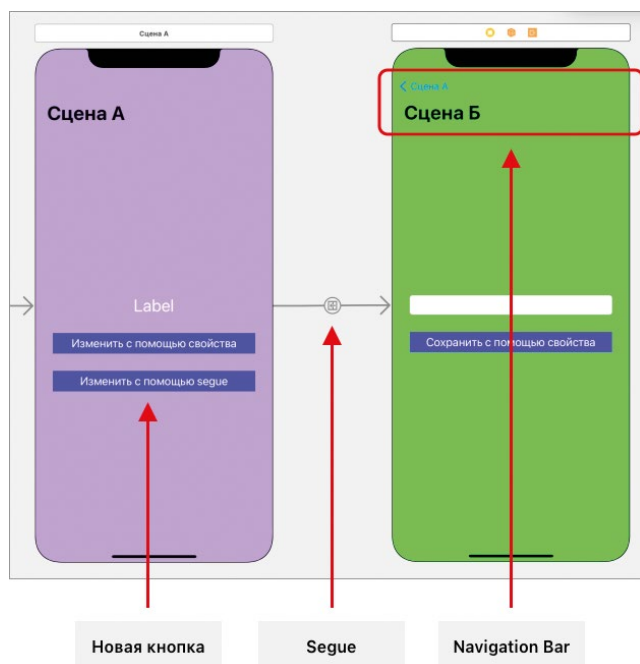 Сцена А
Сцена А
Label
Изменить с помощью свойства
Изменить с помощью segue
Сцена А
Сцена Б
Сохранить с помощью свойства
Новая кнопка
Segue
Navigation Bar